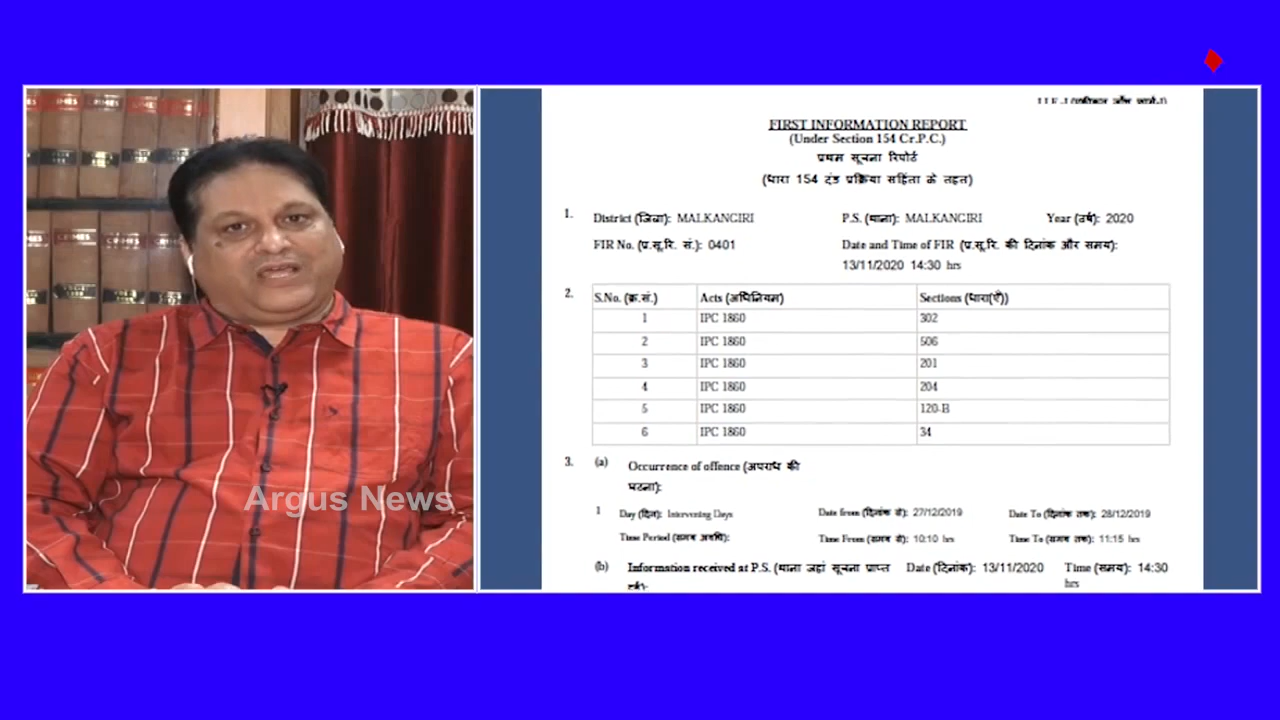 CRIMES CRIMES
CRIMES CRIMES
Argus News
FIRST INFORMATION REPORT
(Under Section 154 Cr.P.C.)
प्रथम सूचना रिपोर्ट
(धारा 154 दंड प्रक्रिया संहिता के तहत)
1. District (जिला): MALKANGIRI P.S. (थाना): MALKANGIRI Year (वर्ष): 2020
FIR No. (प्र.सू.रि. सं.): 0401 Date and Time of FIR (प्र.सू.रि. की दिनांक और समय):
13/11/2020 14:30 hrs
2. S.No. (क्र.सं.) Acts (अधिनियम) Sections (धारा(एँ))
1 IPC 1860 302
2 IPC 1860 506
3 IPC 1860 201
4 IPC 1860 204
5 IPC 1860 120-B
6 IPC 1860 34
3. (a) Occurrence of offence (अपराध की
घटना):
1 Day (दिन): Intervening Days Date from (दिनांक से): 27/12/2019 Date To (दिनांक तक): 28/12/2019
Time Period (समय अवधि): Time From (समय से): 10:10 hrs Time To (समय तक): 11:15 hrs
(b) Information received at P.S. (थाना जहां सूचना प्राप्त Date (दिनांक): 13/11/2020 Time (समय): 14:30
hrs